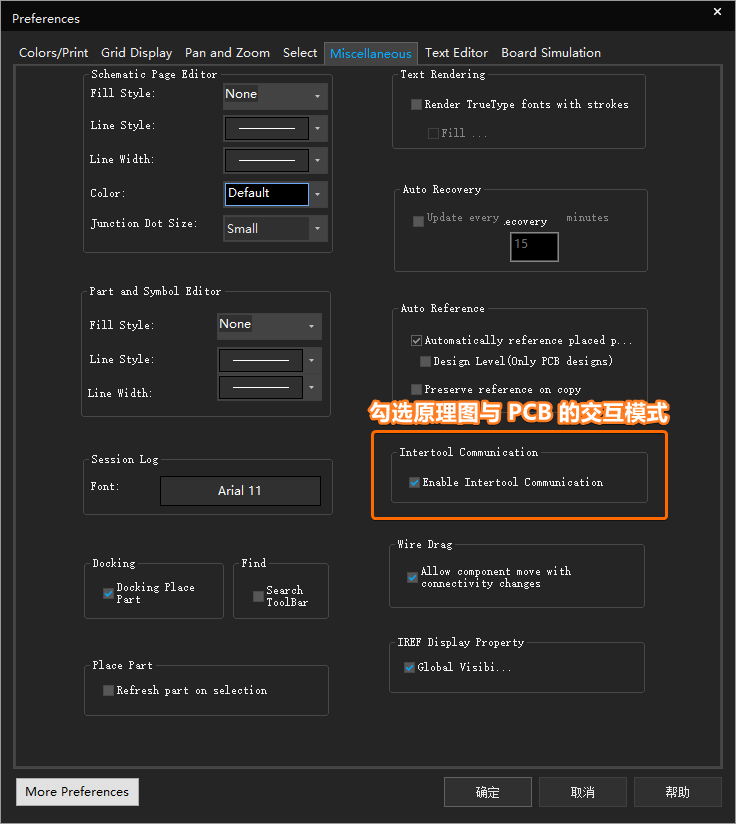 Preferences
Colors/Print Grid Display Pan and Zoom Select Miscellaneous Text Editor Board Simulation
Schematic Page Editor
Fill Style: None
Line Style:
Line Width:
Color: Default
Junction Dot Size: Small
Part and Symbol Editor
Fill Style: None
Line Style:
Line Width:
Session Log
Font: Arial 11
Docking
Docking Place
Part
Find
Search
ToolBar
Place Part
Refresh part on selection
Text Rendering
Render TrueType fonts with strokes
Fill ...
Auto Recovery
Update every ecovery minutes
15
Auto Reference
Automatically reference placed p...
Design Level(Only PCB designs)
Preserve reference on copy
勾选原理图与 PCB 的交互模式
Intertool Communication
Enable Intertool Communication
Wire Drag
Allow component move with
connectivity changes
IREF Display Property
Global Visibi...
More Preferences 确定 取消 帮助